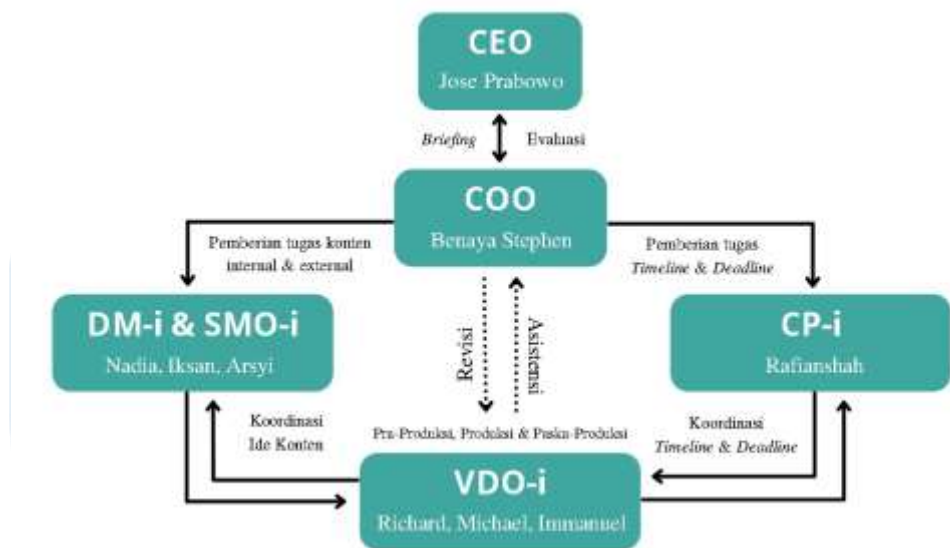 CEO
Jose Prabowo
Briefing
Evaluasi
COO
Benaya Stephen
Pemberian tugas konten
internal & external
Pemberian tugas
Timeline & Deadline
DM-i & SMO-i
Nadia, Iksan, Arsyi
Revisi
Asistensi
CP-i
Rafianshah
Koordinasi
Ide Konten
Pra-Produksi, Produksi & Paska-Produksi
Koordinasi
Timeline & Deadline
VDO-i
Richard, Michael, Immanuel